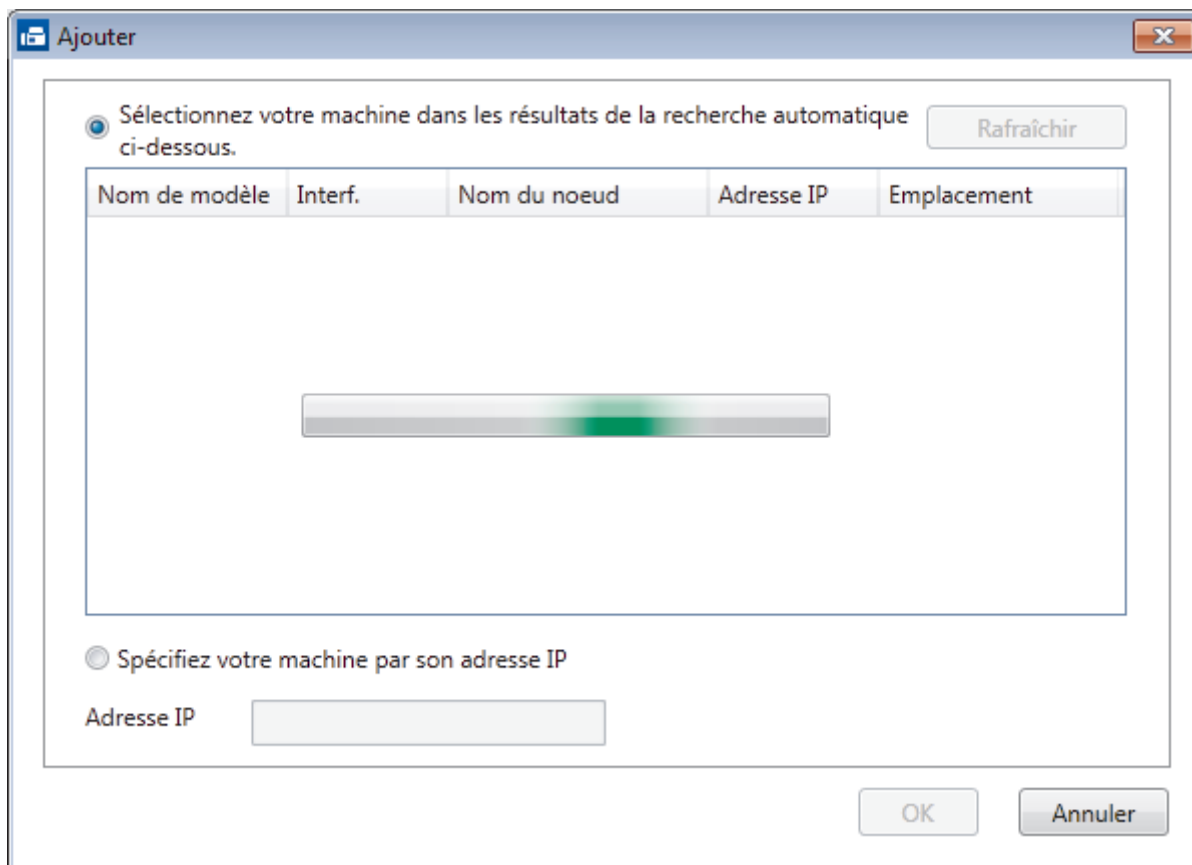 Ajouter
Sélectionnez votre machine dans les résultats de la recherche automatique
ci-dessous.
Rafraîchir
Nom de modèle Interf. Nom du noeud Adresse IP Emplacement
Spécifiez votre machine par son adresse IP
Adresse IP
OK Annuler